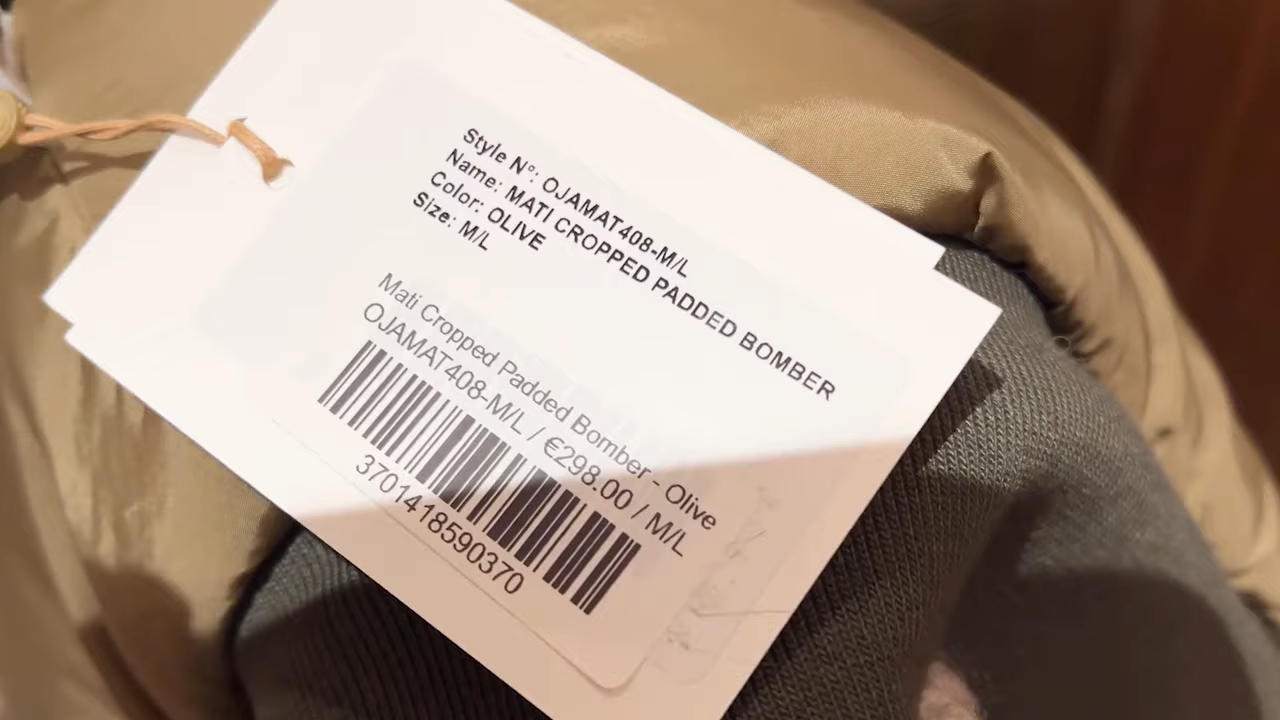 Style N°: OJAMAT408-M/L
Name: MATI CROPPED PADDED BOMBER
Color: OLIVE
Size: M/L
Mati Cropped Padded Bomber - Olive
OJAMAT408-M/L / €298.00 / M/L
3701418590370